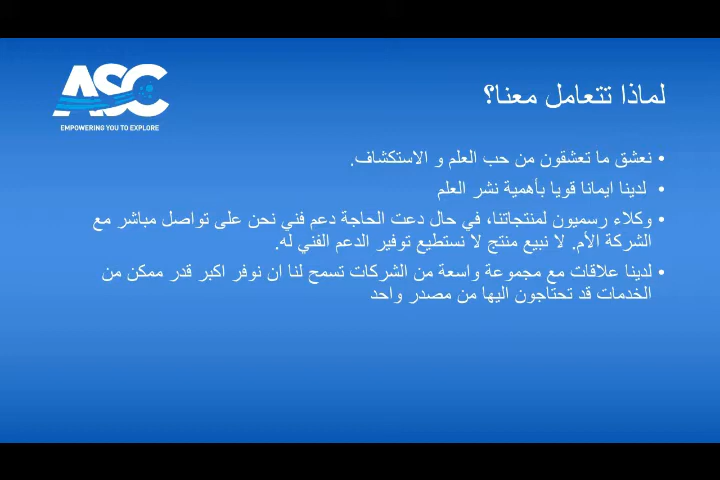 ASC
EMPOWERING YOU TO EXPLORE
لماذا تتعامل معنا؟
• نعشق ما تعشقون من حب العلم و الاستكشاف.
• لدينا ايمانا قويا بأهمية نشر العلم
• وكلاء رسميون لمنتجاتنا، في حال دعت الحاجة دعم فني نحن على تواصل مباشر مع
الشركة الأم. لا نبيع منتج لا نستطيع توفير الدعم الفني له.
• لدينا علاقات مع مجموعة واسعة من الشركات تسمح لنا ان نوفر اكبر قدر ممكن من
الخدمات قد تحتاجون اليها من مصدر واحد